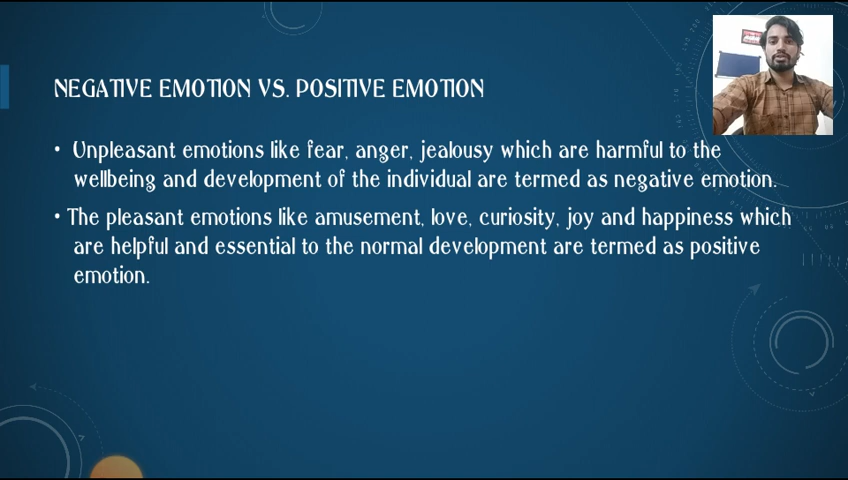 NEGATIVE EMOTION VS. POSITIVE EMOTION
• Unpleasant emotions like fear, anger, jealousy which are harmful to the
wellbeing and development of the individual are termed as negative emotion.
• The pleasant emotions like amusement, love, curiosity, joy and happiness which
are helpful and essential to the normal development are termed as positive
emotion.